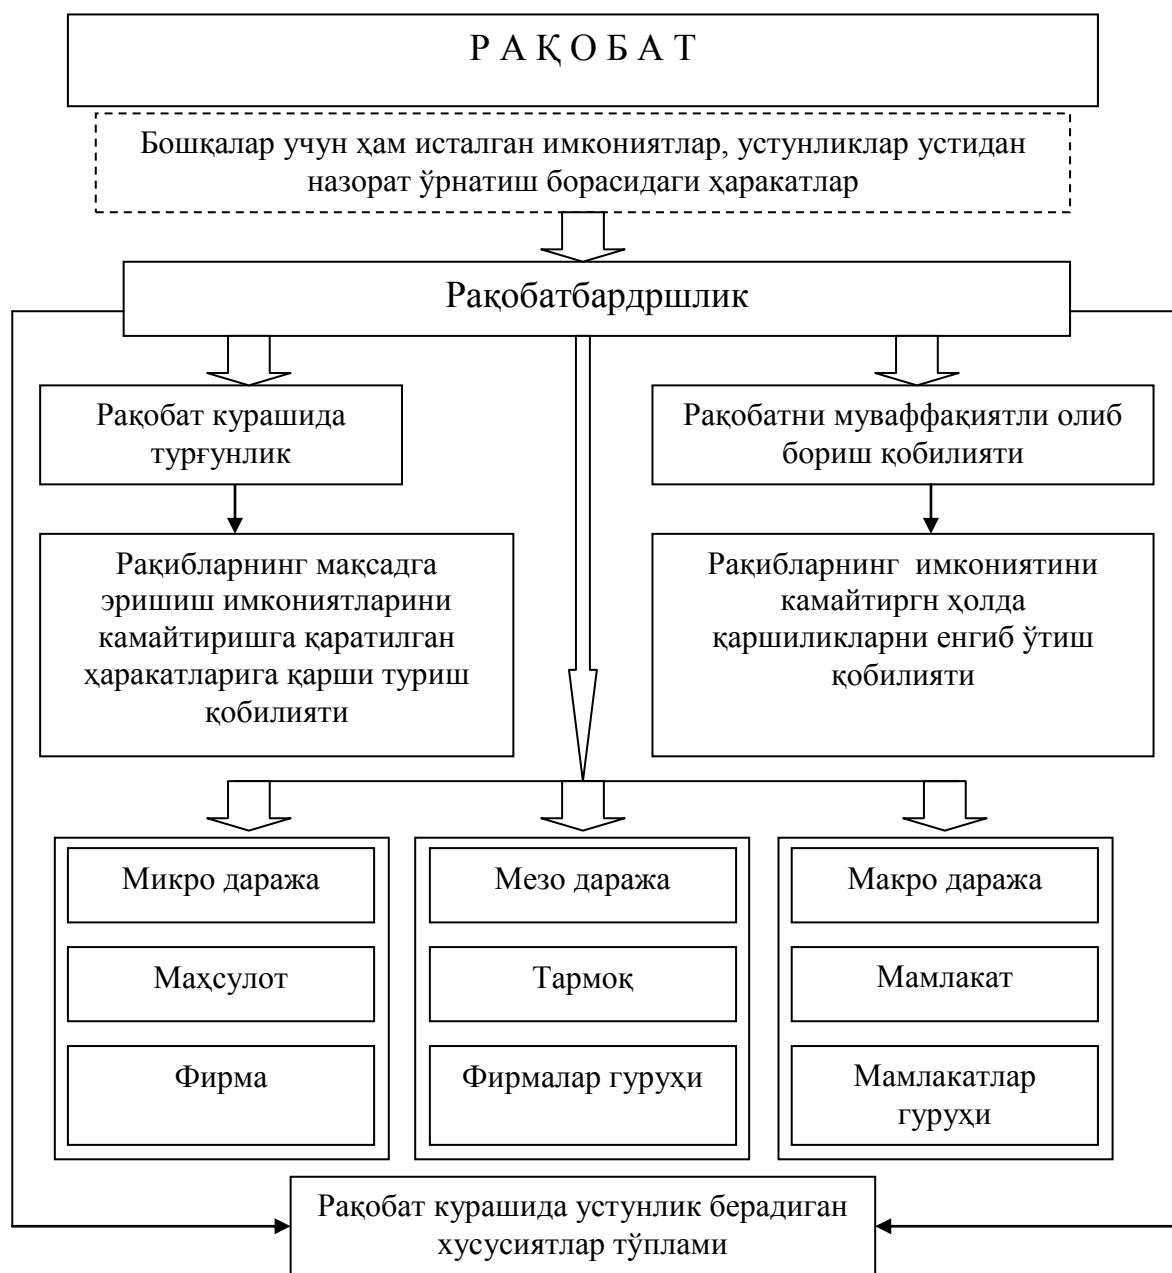 Р А Қ О Б А Т
Бошқалар учун ҳам исталган имкониятлар, устунликлар устидан
назорат ўрнатиш борасидаги ҳаракатлар
Рақобатбардршлик
Рақобат курашида
турғунлик
Рақобатни муваффақиятли олиб
бориш қобилияти
Рақибларнинг мақсадга
эришиш имкониятларини
камайтиришга қаратилган
ҳаракатларига қарши туриш
қобилияти
Рақибларнинг имкониятини
камайтиргн ҳолда
қаршиликларни енгиб ўтиш
қобилияти
Микро даража
Маҳсулот
Фирма
Мезо даража
Тармоқ
Фирмалар гуруҳи
Макро даража
Мамлакат
Мамлакатлар
гуруҳи
Рақобат курашида устунлик берадиган
хусусиятлар тўплами